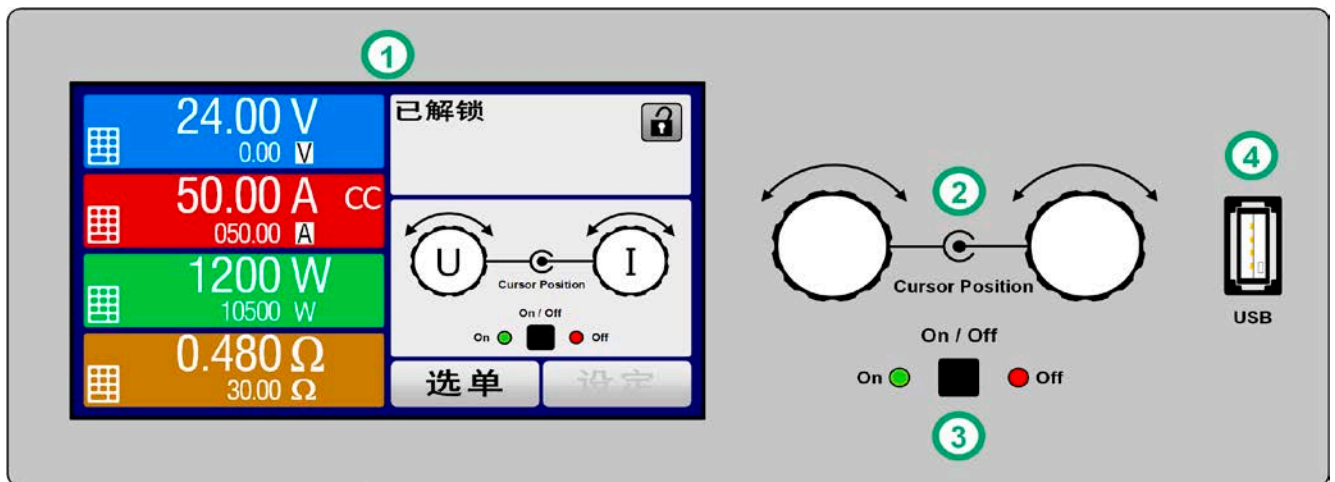 1
24.00 V
0.00 V
50.00 A CC
050.00 A
1200 W
10500 W
0.480 Ω
30.00 Ω
已解锁
U
I
Cursor Position
On / Off
On
Off
选单
设定
2
Cursor Position
On / Off
On
Off
3
4
USB